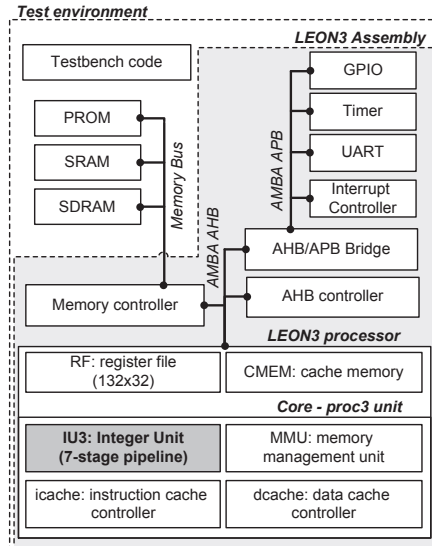 Test environment
LEON3 Assembly
Testbench code
GPIO
PROM
Timer
SRAM
UART
SDRAM
Interrupt
Controller
Memory Bus
AMBA APB
AMBA AHB
AHB/APB Bridge
Memory controller
AHB controller
LEON3 processor
RF: register file
(132x32)
CMEM: cache memory
Core - proc3 unit
IU3: Integer Unit
(7-stage pipeline)
MMU: memory
management unit
icache: instruction cache
controller
dcache: data cache
controller